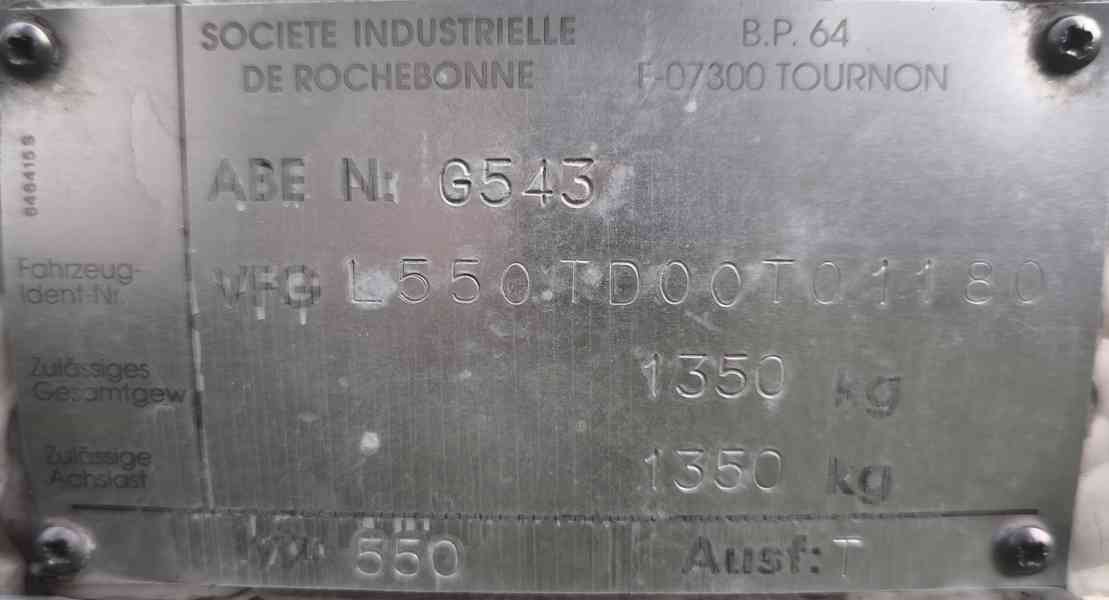 SOCIETE INDUSTRIELLE
DE ROCHEBONNE
B.P. 64
F-07300 TOURNON
ABE Nr G543
Fahrzeug-
Ident-Nr. VFG L550TD00T01180
Zulässiges
Gesamtgew 1350 kg
Zulässige
Achslast 1350 kg
550 Ausf: T